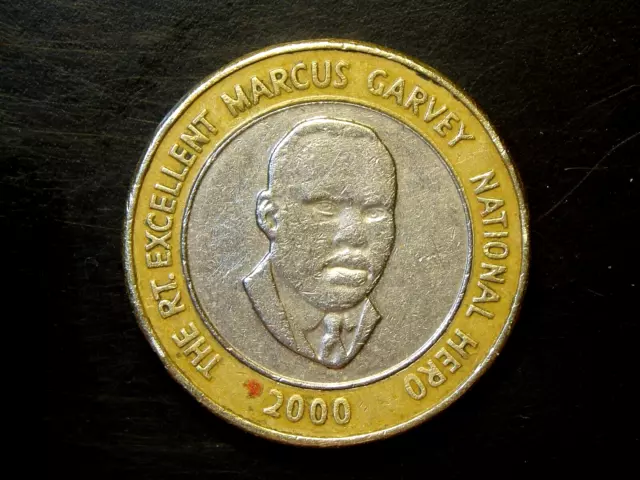 THE RT. EXCELLENT MARCUS GARVEY NATIONAL HERO
2000